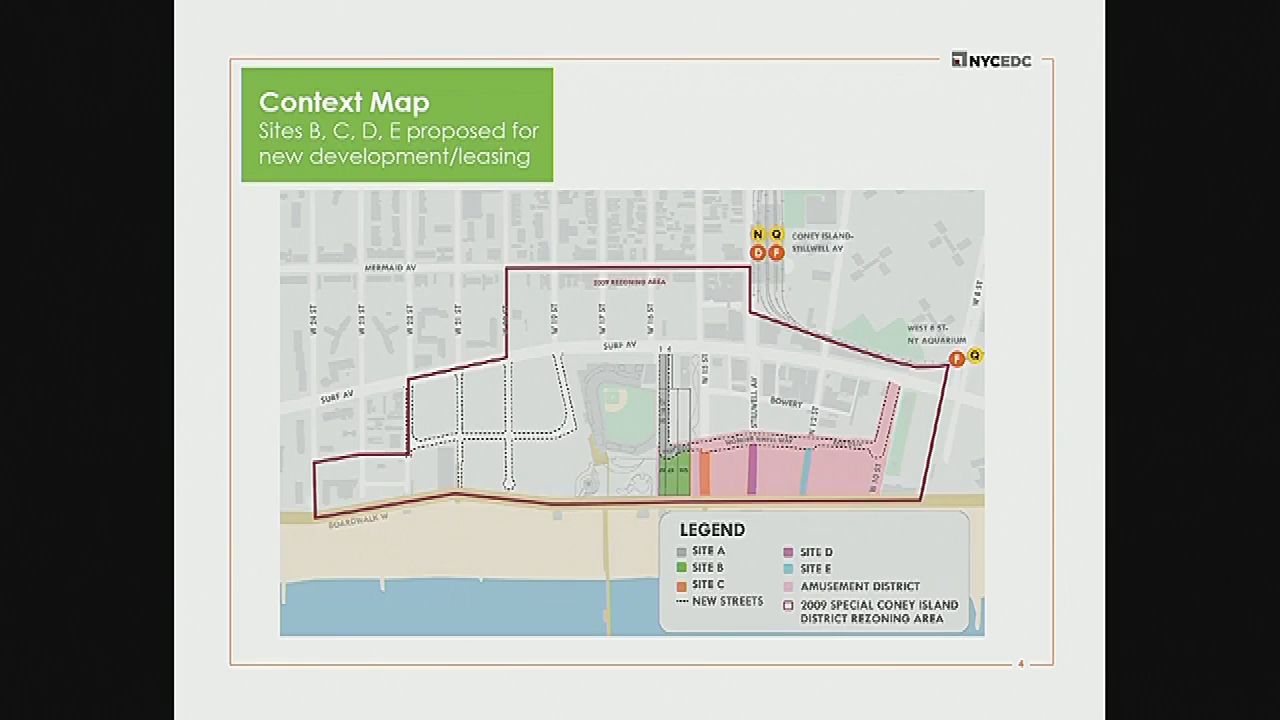 NYCEDC
Context Map
Sites B, C, D, E proposed for
new development/leasing
N Q
D F
CONEY ISLAND-
STILLWELL AV
MERMAID AV
2009 REZONING AREA
W 24 ST
W 23 ST
W 22 ST
W 21 ST
W 19 ST
W 17 ST
W 16 ST
W 8 ST
WEST 8 ST-
NY AQUARIUM
F Q
SURF AV
W 15 ST
SURF AV
STILLWELL AV
BOWERY
W 12 ST
W 10 ST
BOARDWALK W
LEGEND
SITE A
SITE B
SITE C
NEW STREETS
SITE D
SITE E
AMUSEMENT DISTRICT
2009 SPECIAL CONEY ISLAND
DISTRICT REZONING AREA
4